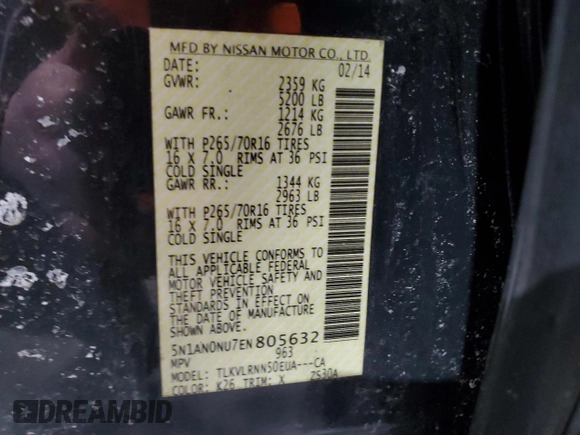 MFD BY NISSAN MOTOR CO., LTD.
DATE: 02/14
GVWR: 2359 KG
5200 LB
GAWR FR.: 1214 KG
2676 LB
WITH P265/70R16 TIRES
16 X 7.0 RIMS AT 36 PSI
COLD SINGLE
GAWR RR.: 1344 KG
2963 LB
WITH P265/70R16 TIRES
16 X 7.0 RIMS AT 36 PSI
COLD SINGLE
THIS VEHICLE CONFORMS TO
ALL APPLICABLE FEDERAL
MOTOR VEHICLE SAFETY AND
THEFT PREVENTION
STANDARDS IN EFFECT ON
THE DATE OF MANUFACTURE
SHOWN ABOVE.
5N1AN0NU7EN805632
MPV 963
MODEL: TLKVLRNN50EUA---CA
COLOR: K26 TRIM: X ZS30A
DREAMBID